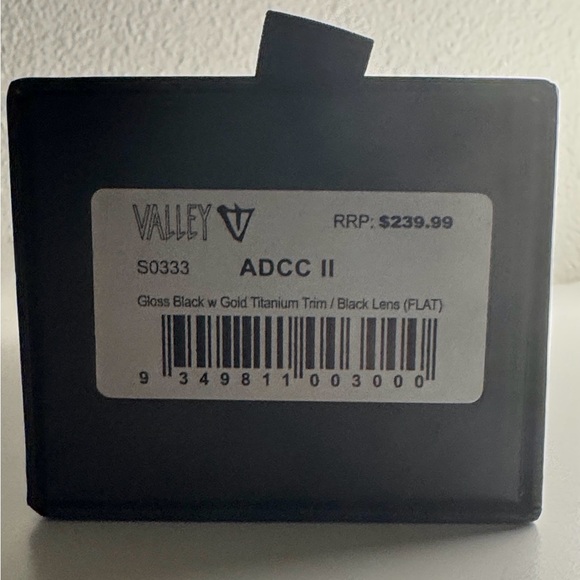 VALLEY RRP: $239.99
S0333 ADCC II
Gloss Black w Gold Titanium Trim / Black Lens (FLAT)
9 349811 003000